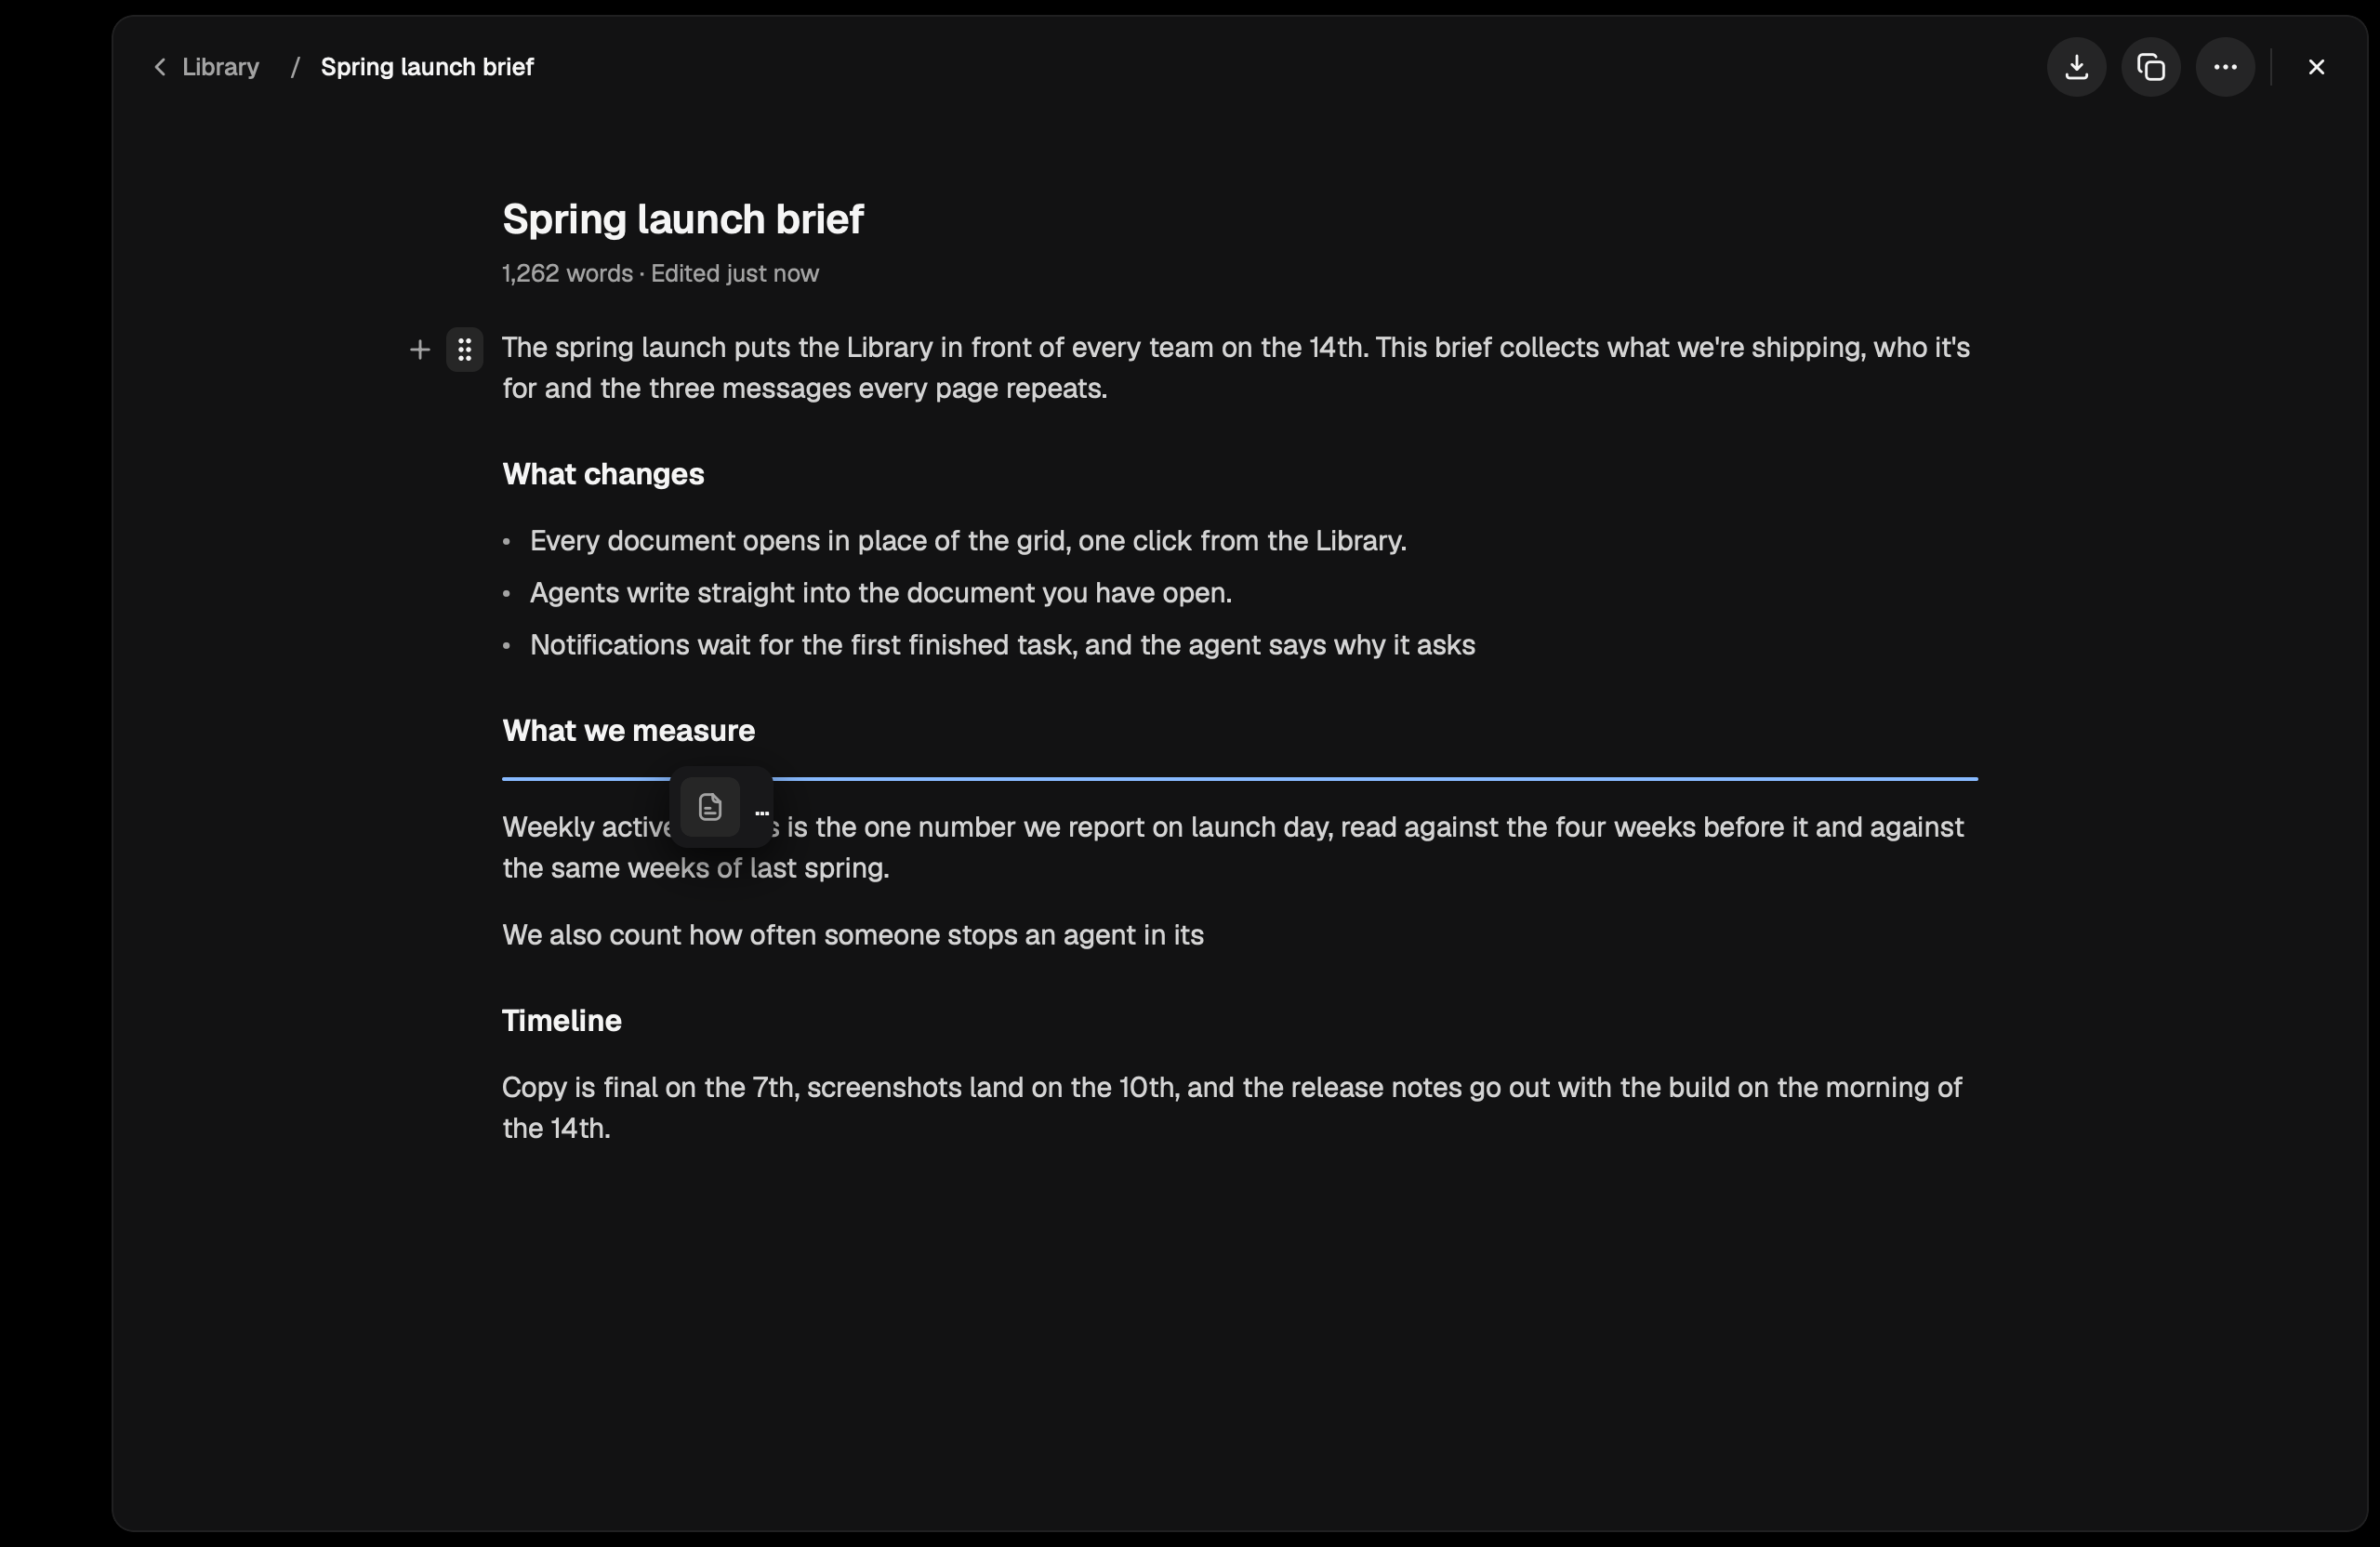 Library / Spring launch brief
Spring launch brief
1,262 words · Edited just now
The spring launch puts the Library in front of every team on the 14th. This brief collects what we're shipping, who it's
for and the three messages every page repeats.
What changes
• Every document opens in place of the grid, one click from the Library.
• Agents write straight into the document you have open.
• Notifications wait for the first finished task, and the agent says why it asks
What we measure
...
Weekly active is the one number we report on launch day, read against the four weeks before it and against
the same weeks of last spring.
We also count how often someone stops an agent in its
Timeline
Copy is final on the 7th, screenshots land on the 10th, and the release notes go out with the build on the morning of
the 14th.